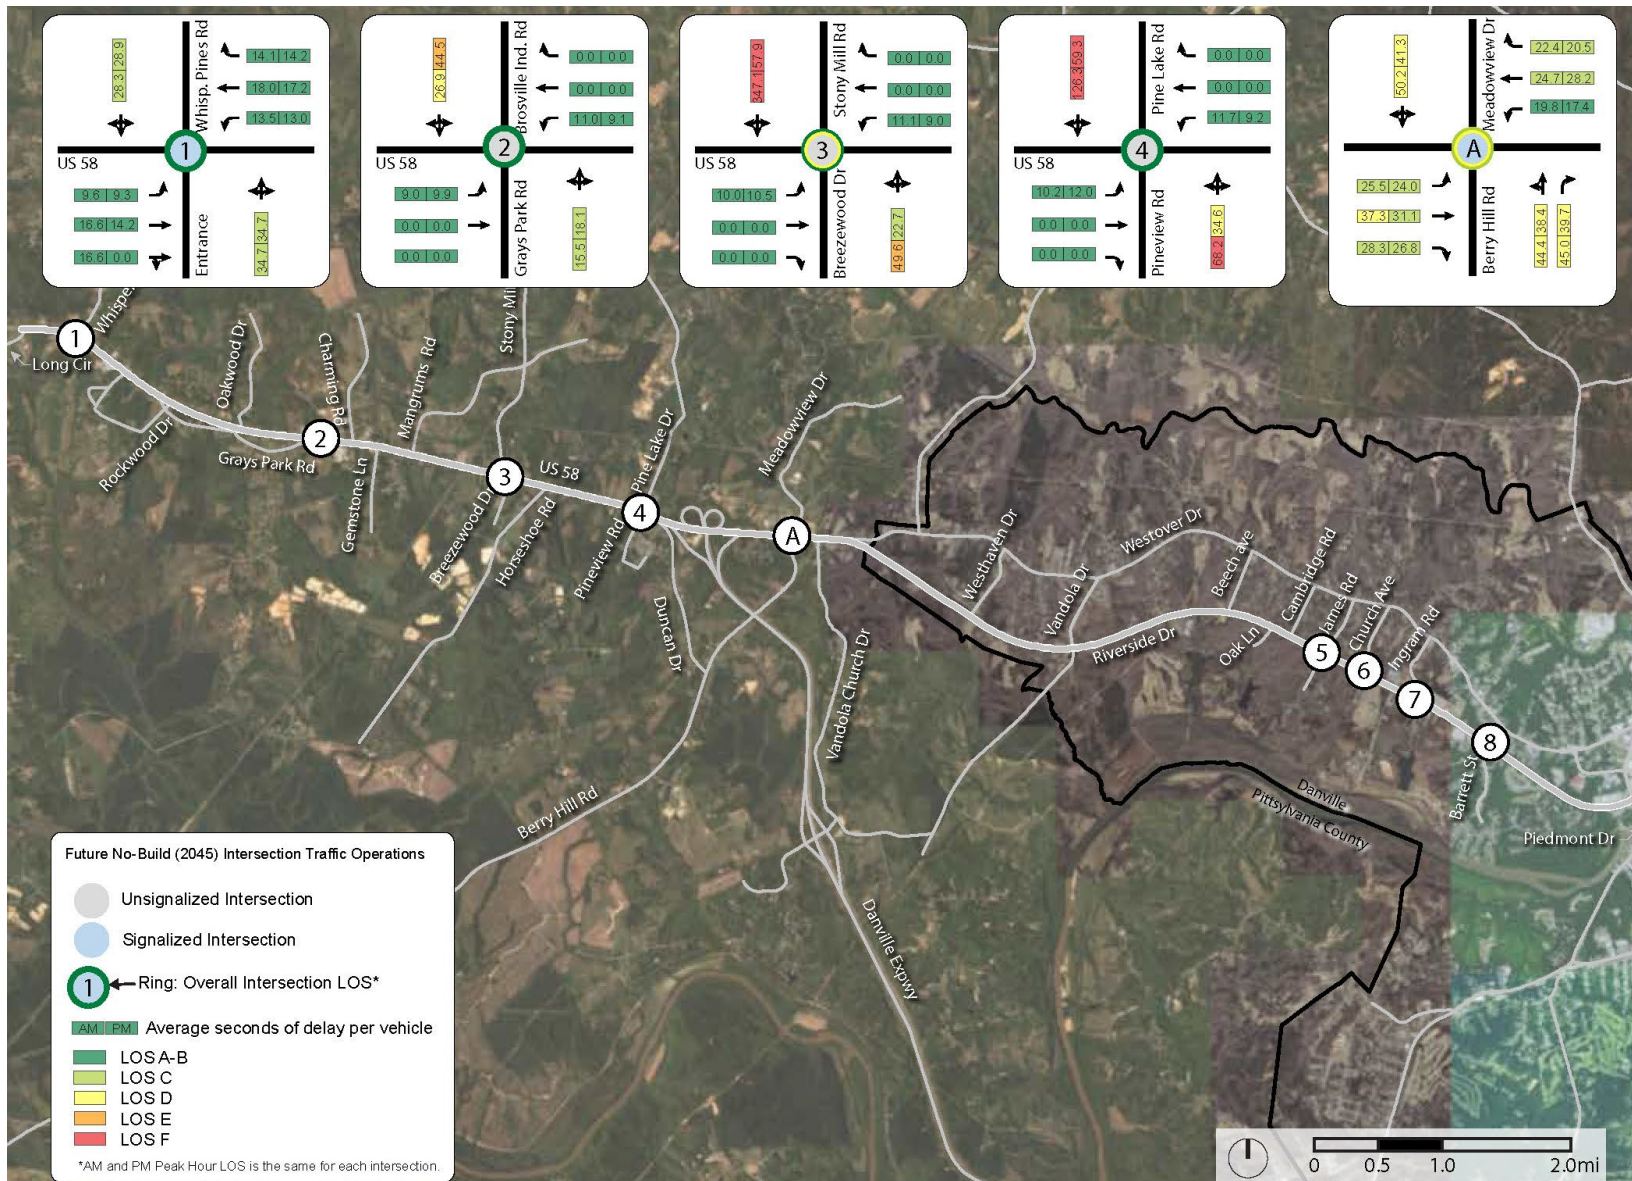 28.3 28.9
Whisp. Pines Rd
14.1 14.2
18.0 17.2
13.5 13.0
1
US 58
9.6 9.3
16.6 14.2
16.6 0.0
Entrance
34.7 34.7
26.9 44.5
Brosville Ind. Rd
0.0 0.0
0.0 0.0
11.0 9.1
2
US 58
9.0 9.9
0.0 0.0
0.0 0.0
Grays Park Rd
15.5 18.1
347.1 57.9
Stony Mill Rd
0.0 0.0
0.0 0.0
11.1 9.0
3
US 58
10.0 10.5
0.0 0.0
0.0 0.0
Breezewood Dr
49.6 22.7
126.3 59.3
Pine Lake Rd
0.0 0.0
0.0 0.0
11.7 9.2
4
US 58
10.2 12.0
0.0 0.0
0.0 0.0
Pineview Rd
68.2 34.6
50.2 41.3
Meadowview Dr
22.4 20.5
24.7 28.2
19.8 17.4
A
25.5 24.0
37.3 31.1
28.3 26.8
Berry Hill Rd
44.4 38.4
45.0 39.7
1
Whisper
Long Cir
Rockwood Dr
Oakwood Dr
Grays Park Rd
Charming Rd
2
Gemstone Ln
Mangrums Rd
Stony Mil
3
US 58
Breezewood Dr
Horseshoe Rd
Pine Lake Dr
4
Pineview Rd
Duncan Dr
Meadowview Dr
A
Vandola Church Dr
Berry Hill Rd
Danville Expwy
Westhaven Dr
Vandola Dr
Westover Dr
Riverside Dr
Beech ave
Oak Ln
Cambridge Rd
James Rd
Church Ave
Ingram Rd
5
6
7
8
Barrett St
Piedmont Dr
Danville
Pittsylvania County
Future No-Build (2045) Intersection Traffic Operations
Unsignalized Intersection
Signalized Intersection
1 Ring: Overall Intersection LOS*
AM PM Average seconds of delay per vehicle
LOS A-B
LOS C
LOS D
LOS E
LOS F
*AM and PM Peak Hour LOS is the same for each intersection.
0 0.5 1.0 2.0mi